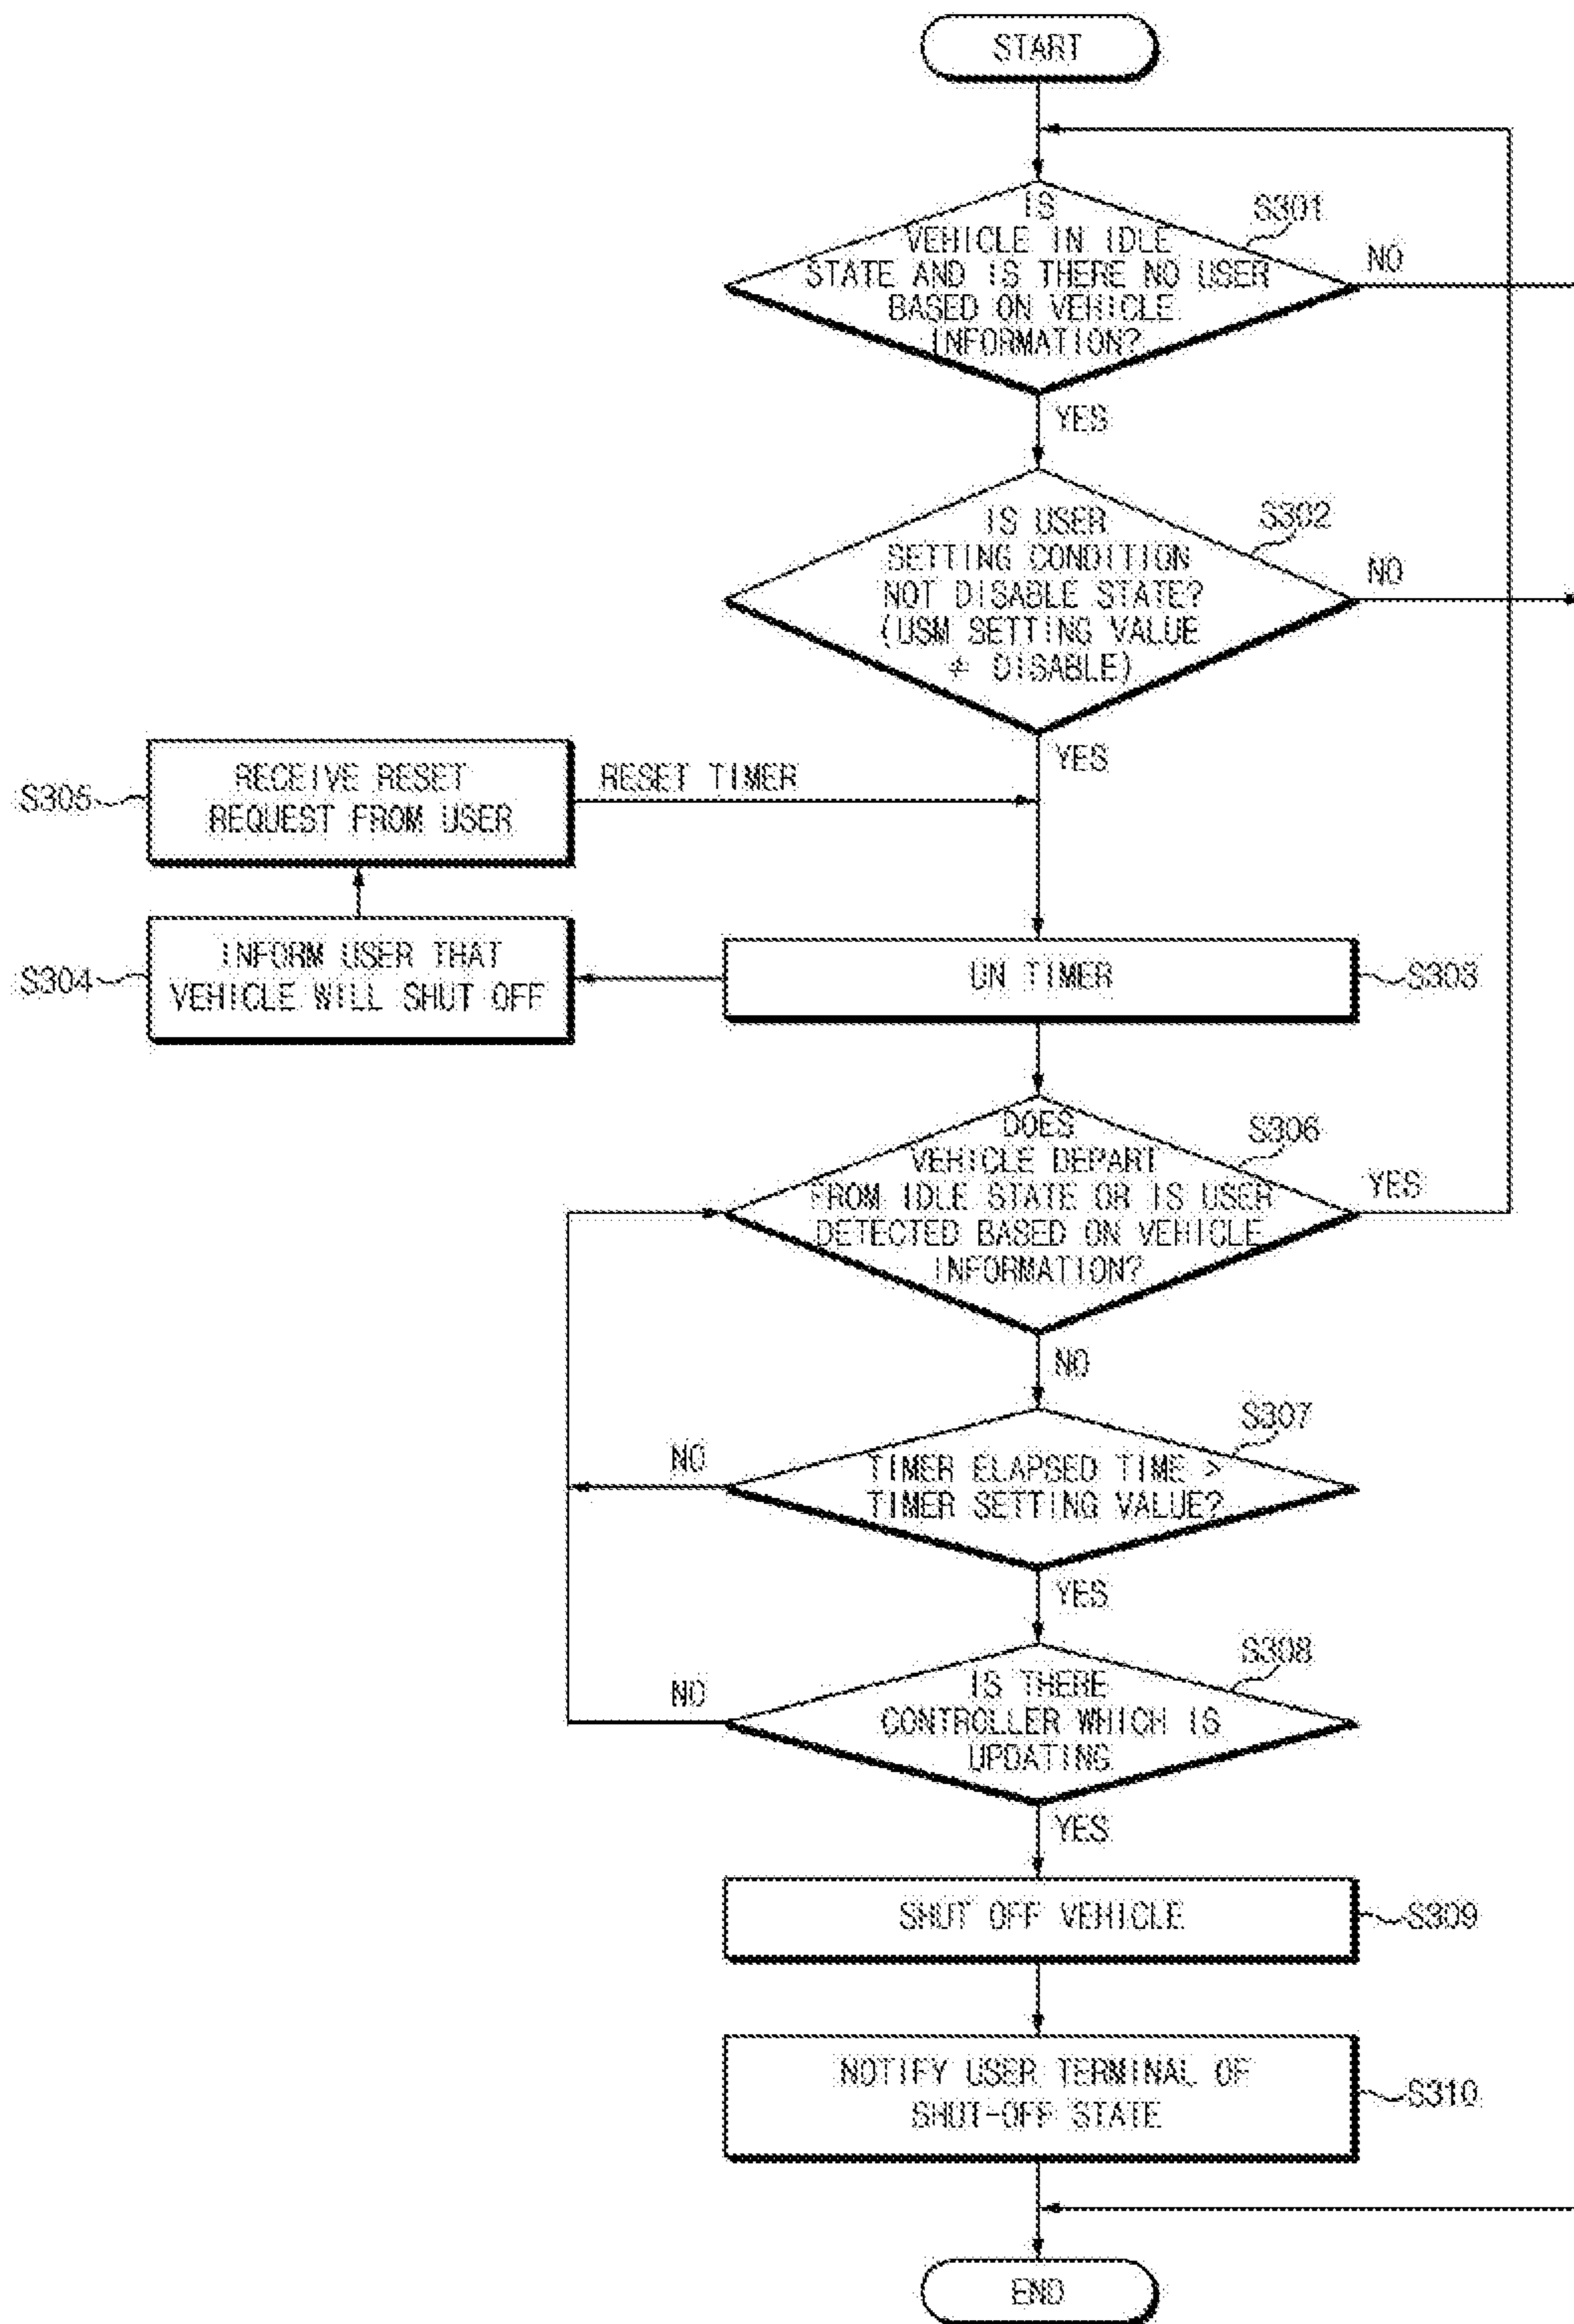 START
IS
VEHICLE IN IDLE
STATE AND IS THERE NO USER
BASED ON VEHICLE
INFORMATION?
S301
NO
YES
IS USER
SETTING CONDITION
NOT DISABLE STATE?
(USM SETTING VALUE
≠ DISABLE)
S302
NO
YES
S305
RECEIVE RESET
REQUEST FROM USER
RESET TIMER
S304
INFORM USER THAT
VEHICLE WILL SHUT OFF
UN TIMER
S303
DOES
VEHICLE DEPART
FROM IDLE STATE OR IS USER
DETECTED BASED ON VEHICLE
INFORMATION?
S306
YES
NO
S307
NO
TIMER ELAPSED TIME >
TIMER SETTING VALUE?
YES
S308
NO
IS THERE
CONTROLLER WHICH IS
UPDATING
YES
SHUT OFF VEHICLE
S309
NOTIFY USER TERMINAL OF
SHUT-OFF STATE
S310
END